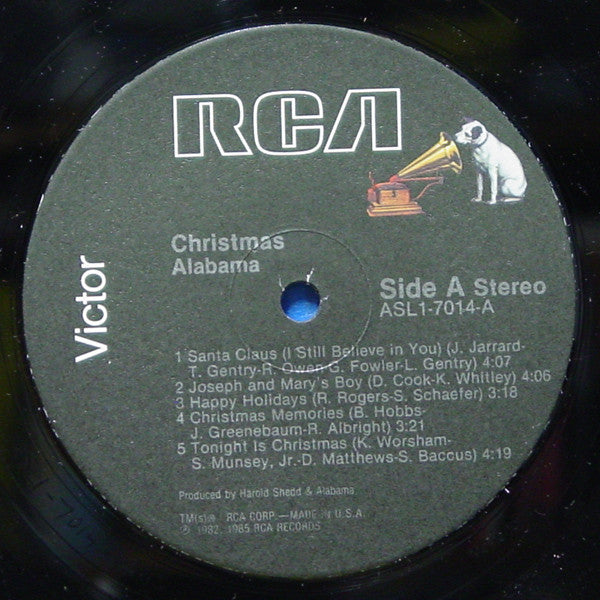 RCA
Christmas
Alabama
Victor
Side A Stereo
ASL1-7014-A
1 Santa Claus (I Still Believe in You) (J. Jarrard-
T. Gentry-R. Owen-G. Fowler-L. Gentry) 4:07
2 Joseph and Mary's Boy (D. Cook-K. Whitley) 4:06
3 Happy Holidays (R. Rogers-S. Schaefer) 3:18
4 Christmas Memories (B. Hobbs-
J. Greenebaum-R. Albright) 3:21
5 Tonight Is Christmas (K. Worsham-
S. Munsey, Jr.-D. Matthews-S. Baccus) 4:19
Produced by Harold Shedd & Alabama
TM(s)® RCA CORP.—MADE IN U.S.A.
℗ 1982, 1985 RCA RECORDS